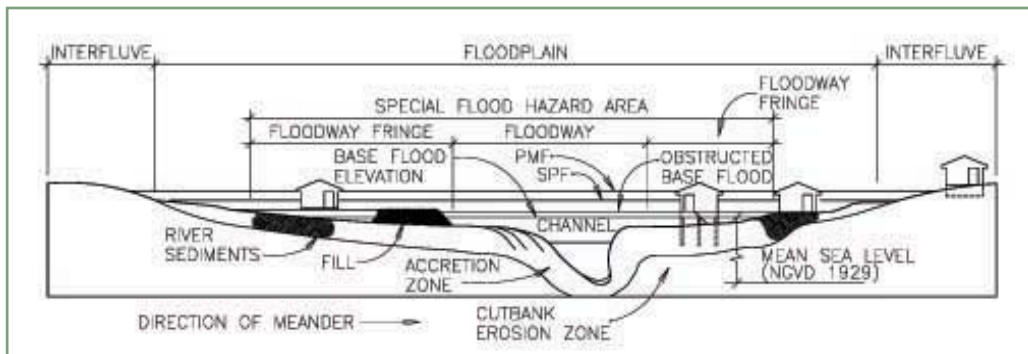 INTERFLUVE
FLOODPLAIN
INTERFLUVE
FLOODWAY
FRINGE
SPECIAL FLOOD HAZARD AREA
FLOODWAY FRINGE
FLOODWAY
BASE FLOOD
ELEVATION
PMF
SPF
OBSTRUCTED
BASE FLOOD
CHANNEL
RIVER
SEDIMENTS
FILL
ACCRETION
ZONE
MEAN SEA LEVEL
(NGVD 1929)
CUTBANK
EROSION ZONE
DIRECTION OF MEANDER